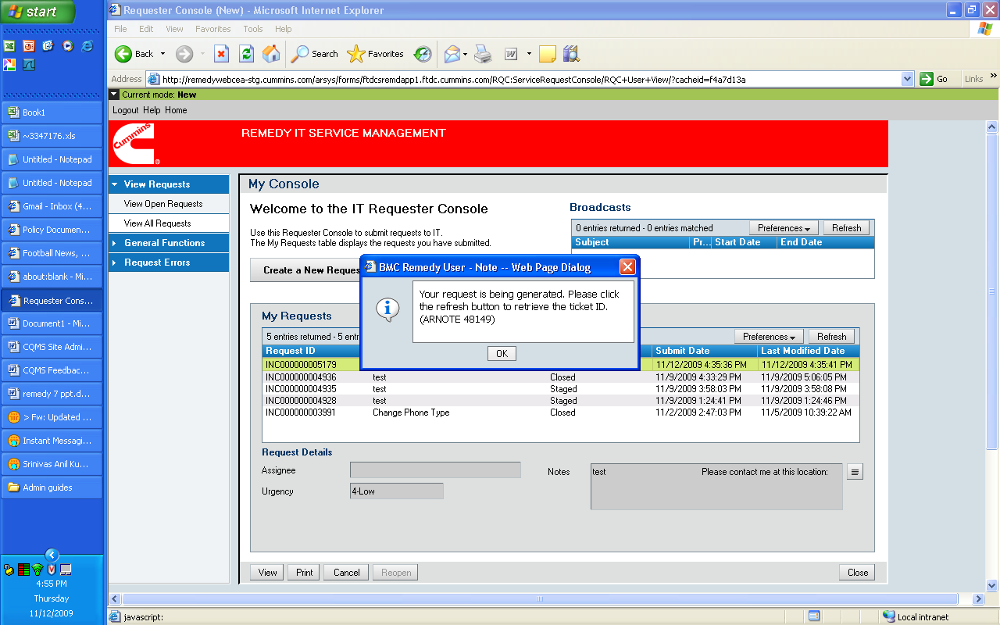 start
Requester Console (New) - Microsoft Internet Explorer
File Edit View Favorites Tools Help
Back Search Favorites
Address http://remedywebcea-stg.cummins.com/arsys/forms/ftdcsremdapp1.ftdc.cummins.com/RQC:ServiceRequestConsole/RQC+User+View/?cacheid=f4a7d13a Go Links »
Current mode: New
Logout Help Home
Cummins ®
REMEDY IT SERVICE MANAGEMENT
Book1
~3347176.xls
Untitled - Notepad
Untitled - Notepad
Gmail - Inbox (4...
Policy Documen...
Football News, ...
about:blank - Mi...
Requester Cons...
Document1 - Mi...
CQMS Site Admi...
CQMS Feedbac...
remedy 7 ppt.d...
> Fw: Updated ...
Instant Messagi...
Srinivas Anil Ku...
Admin guides
4:55 PM
Thursday
11/12/2009
View Requests
View Open Requests
View All Requests
General Functions
Request Errors
My Console
Welcome to the IT Requester Console
Use this Requester Console to submit requests to IT.
The My Requests table displays the requests you have submitted.
Create a New Reques
Broadcasts
0 entries returned - 0 entries matched Preferences Refresh
Subject Pr... Start Date End Date
BMC Remedy User - Note -- Web Page Dialog
Your request is being generated. Please click
the refresh button to retrieve the ticket ID.
(ARNOTE 48149)
OK
My Requests
5 entries returned - 5 entr Preferences Refresh
Request ID Submit Date Last Modified Date
INC000000005179 11/12/2009 4:35:36 PM 11/12/2009 4:35:41 PM
INC000000004936 test Closed 11/9/2009 4:33:29 PM 11/9/2009 5:06:05 PM
INC000000004935 test Staged 11/9/2009 3:58:03 PM 11/9/2009 3:58:08 PM
INC000000004928 test Staged 11/9/2009 1:24:41 PM 11/9/2009 1:24:46 PM
INC000000003991 Change Phone Type Closed 11/2/2009 2:47:03 PM 11/5/2009 10:39:22 AM
Request Details
Assignee
Urgency 4-Low
Notes test Please contact me at this location:
View Print Cancel Reopen Close
javascript: Local intranet